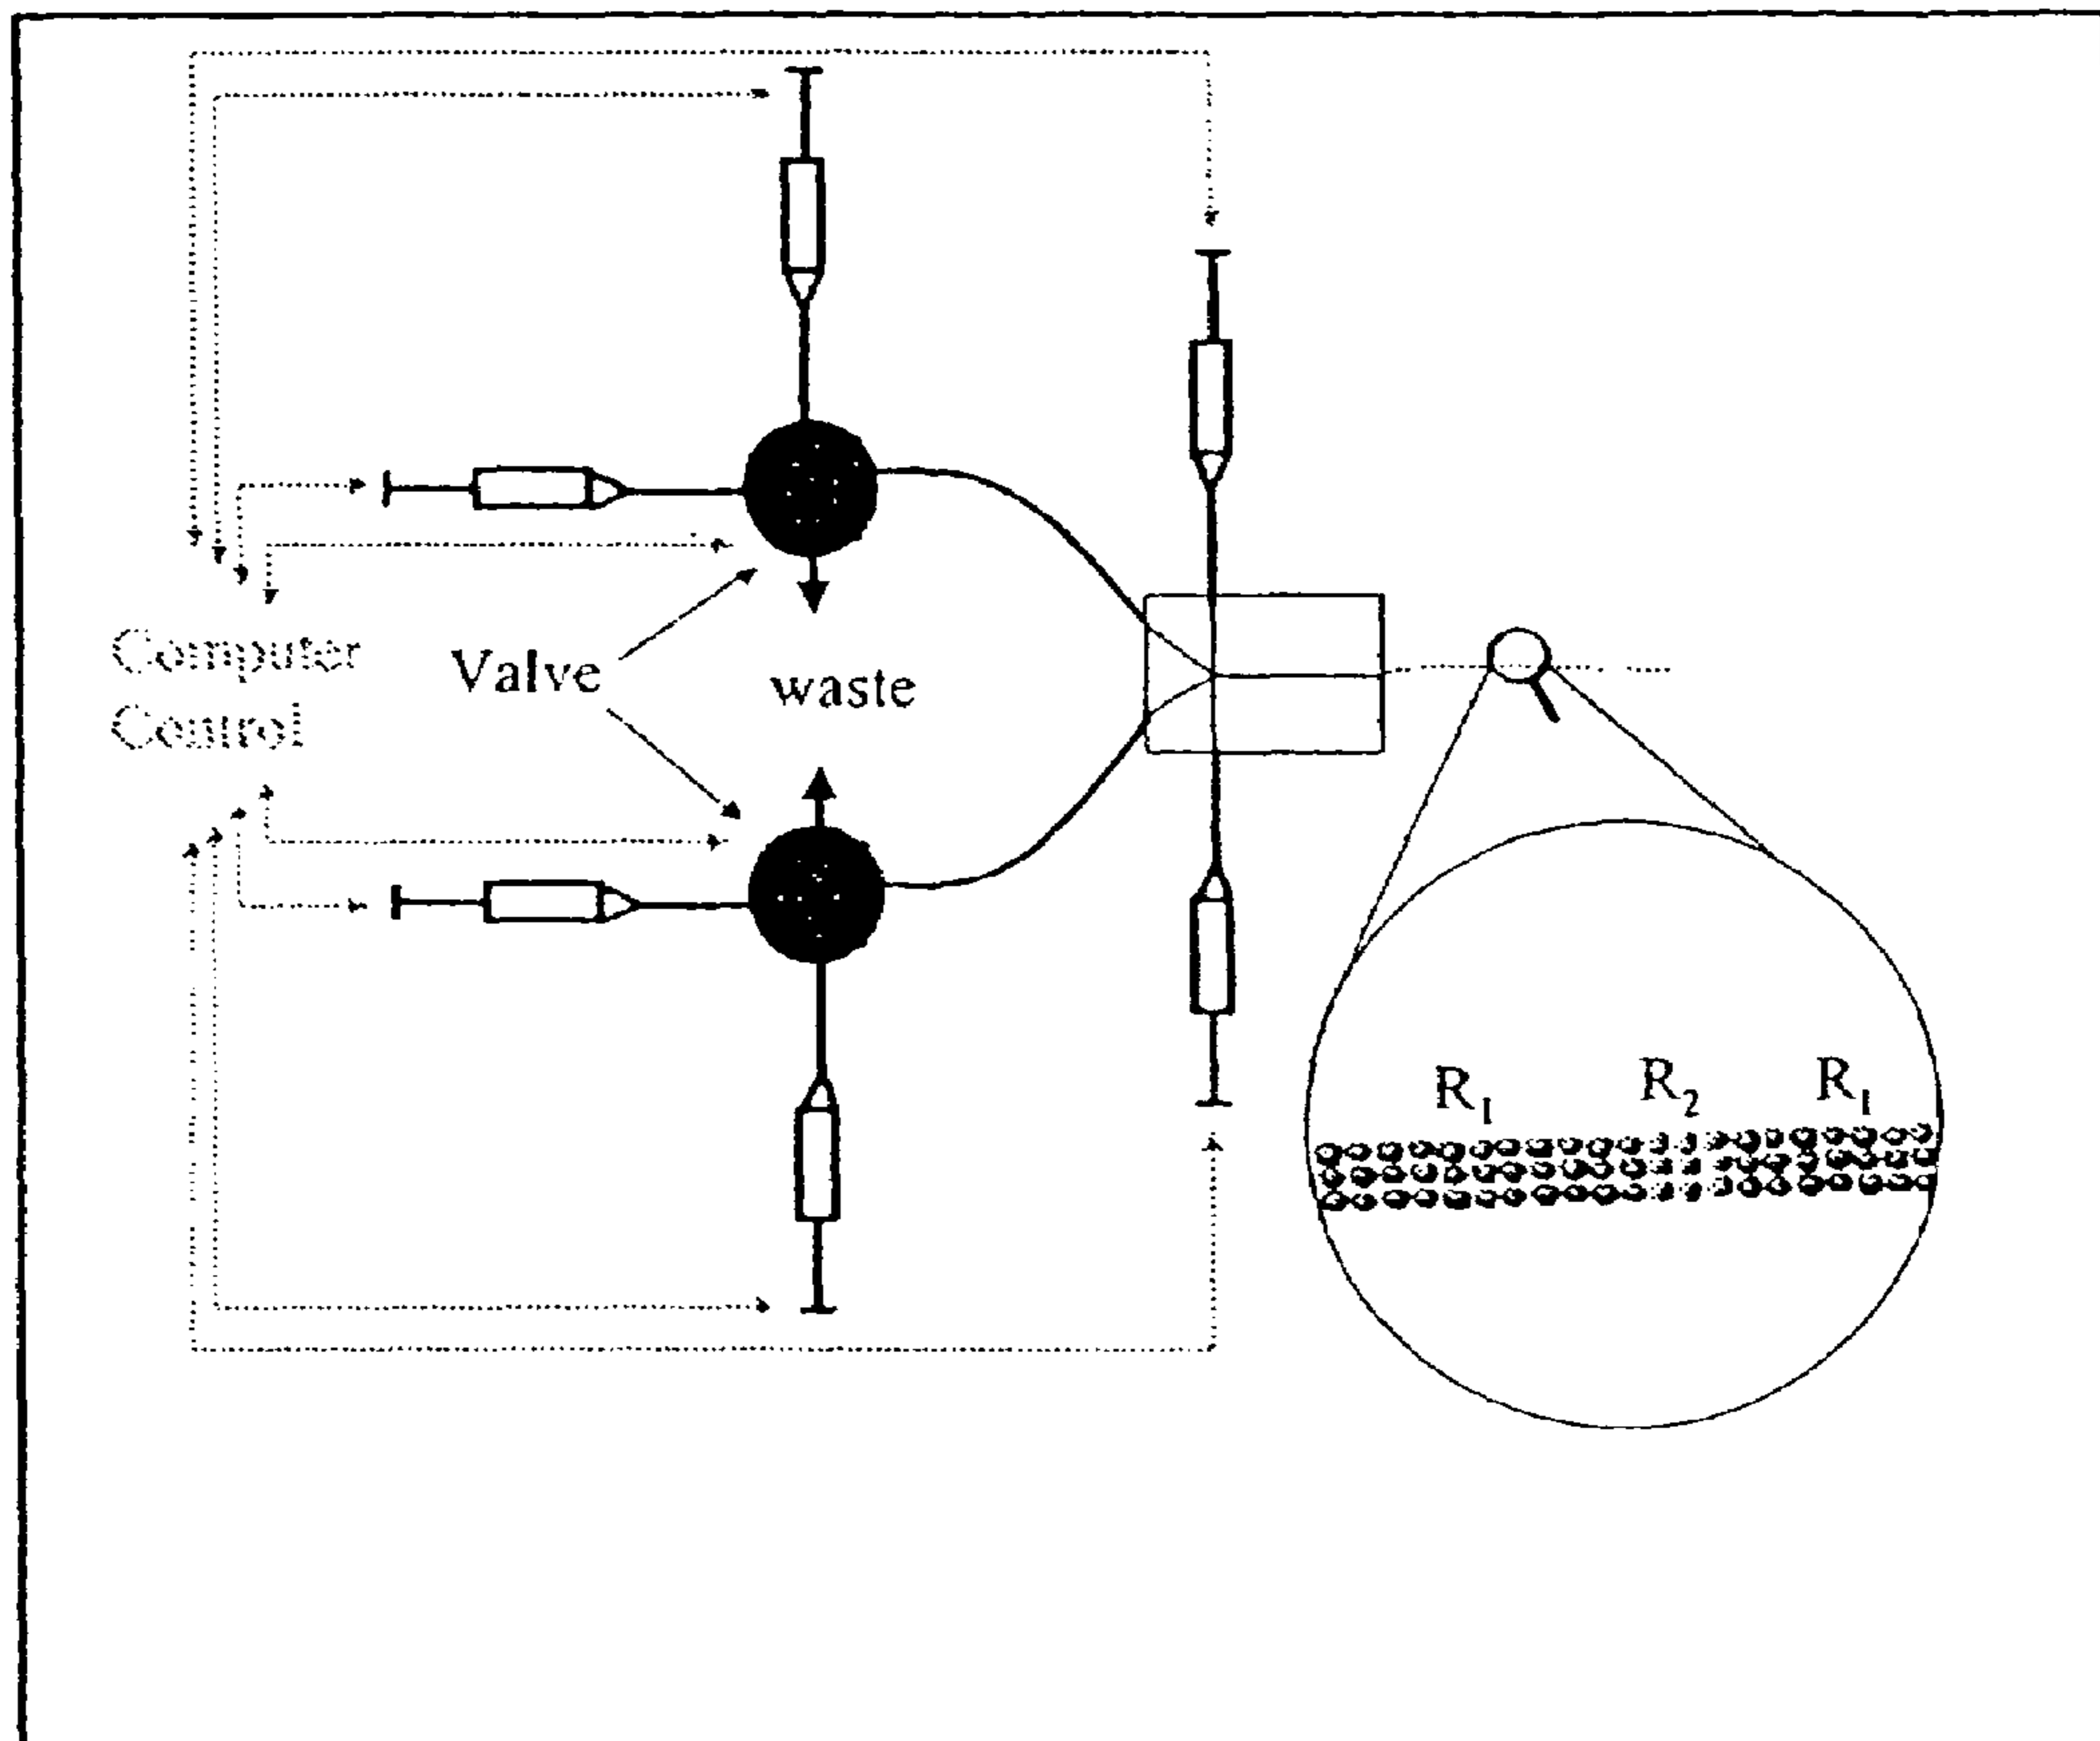 Computer
Control
Valve
waste
R₁ R₂ R₁